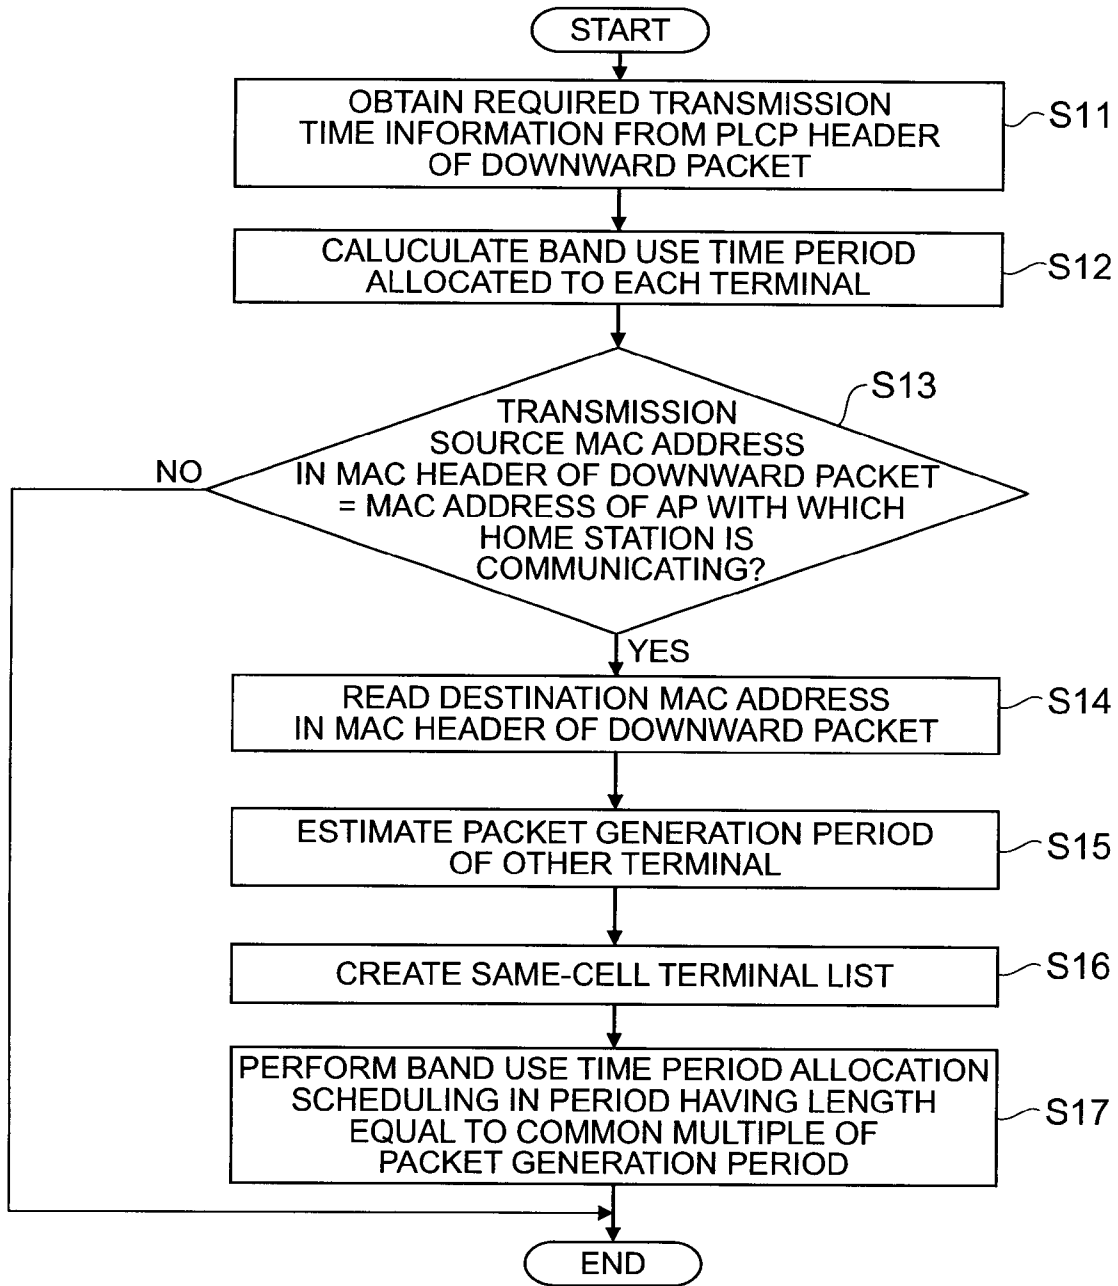 START
OBTAIN REQUIRED TRANSMISSION
TIME INFORMATION FROM PLCP HEADER
OF DOWNWARD PACKET
S11
CALUCULATE BAND USE TIME PERIOD
ALLOCATED TO EACH TERMINAL
S12
S13
TRANSMISSION
SOURCE MAC ADDRESS
IN MAC HEADER OF DOWNWARD PACKET
= MAC ADDRESS OF AP WITH WHICH
HOME STATION IS
COMMUNICATING?
NO
YES
READ DESTINATION MAC ADDRESS
IN MAC HEADER OF DOWNWARD PACKET
S14
ESTIMATE PACKET GENERATION PERIOD
OF OTHER TERMINAL
S15
CREATE SAME-CELL TERMINAL LIST
S16
PERFORM BAND USE TIME PERIOD ALLOCATION
SCHEDULING IN PERIOD HAVING LENGTH
EQUAL TO COMMON MULTIPLE OF
PACKET GENERATION PERIOD
S17
END